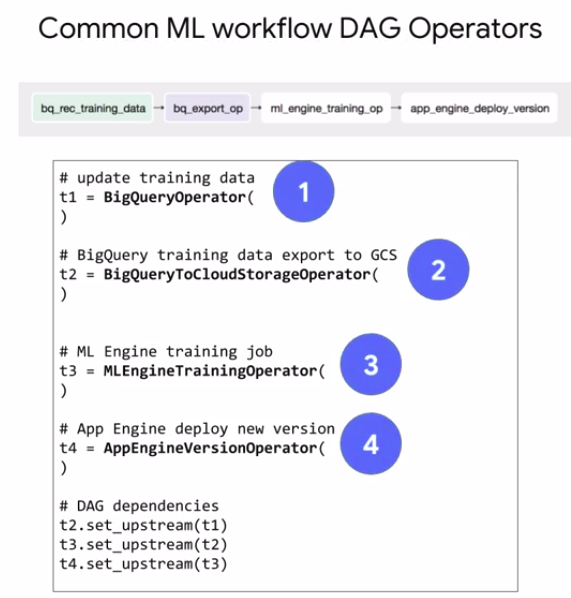 Common ML workflow DAG Operators
bq_rec_training_data → bq_export_op → ml_engine_training_op → app_engine_deploy_version
# update training data
t1 = BigQueryOperator(
)
1
# BigQuery training data export to GCS
t2 = BigQueryToCloudStorageOperator(
)
2
# ML Engine training job
t3 = MLEngineTrainingOperator(
)
3
# App Engine deploy new version
t4 = AppEngineVersionOperator(
)
4
# DAG dependencies
t2.set_upstream(t1)
t3.set_upstream(t2)
t4.set_upstream(t3)